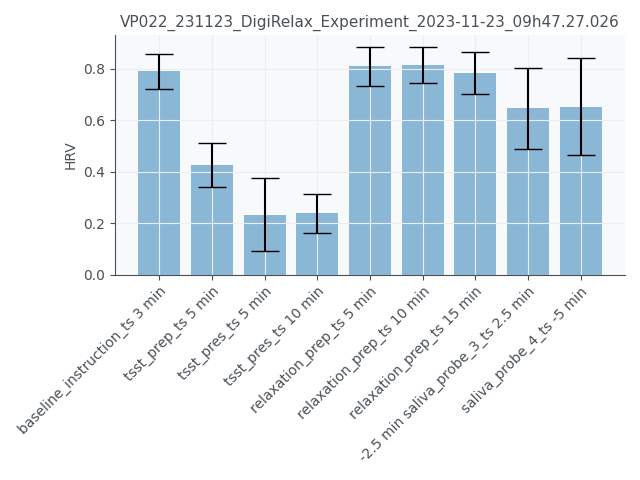 VP022_231123_DigiRelax_Experiment_2023-11-23_09h47.27.026
HRV
0.8
0.6
0.4
0.2
0.0
baseline_instruction_ts 3 min
tsst_prep_ts 5 min
tsst_pres_ts 5 min
tsst_pres_ts 10 min
relaxation_prep_ts 5 min
relaxation_prep_ts 10 min
relaxation_prep_ts 15 min
-2.5 min saliva_probe_3_ts 2.5 min
saliva_probe_4_ts -5 min